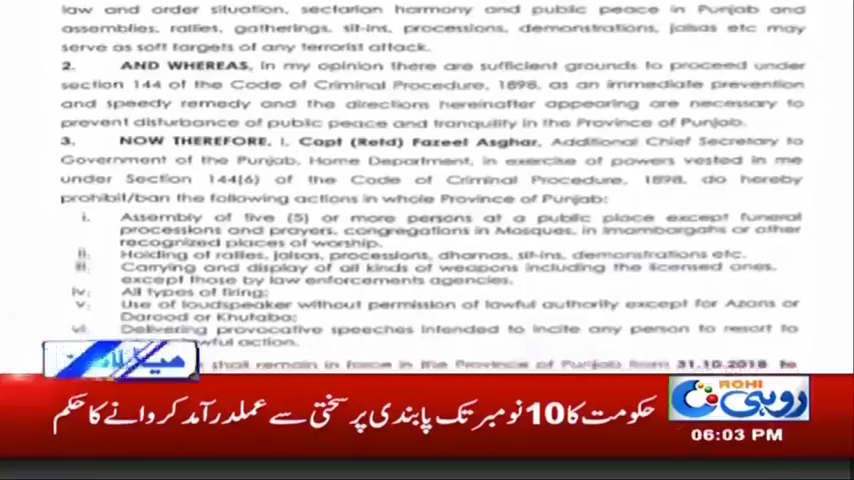 law and order situation, sectarian harmony and public peace in Punjab and
assemblies, rallies, gatherings, sit-ins, processions, demonstrations, jalsas etc may
serve as soft targets of any terrorist attack.
2. AND WHEREAS, in my opinion there are sufficient grounds to proceed under
section 144 of the Code of Criminal Procedure, 1898, as an immediate prevention
and speedy remedy and the directions hereinafter appearing are necessary to
prevent disturbance of public peace and tranquility in the Province of Punjab.
3. NOW THEREFORE, I, Capt (Retd) Fazeel Asghar, Additional Chief Secretary to
Government of the Punjab, Home Department, in exercise of powers vested in me
under Section 144(6) of the Code of Criminal Procedure, 1898, do hereby
prohibit/ban the following actions in whole Province of Punjab:
i. Assembly of five (5) or more persons at a public place except funeral
processions and prayers, congregations in Mosques, in Imambargahs or other
recognized places of worship.
ii. Holding of rallies, jalsas, processions, dharnas, sit-ins, demonstrations etc.
iii. Carrying and display of all kinds of weapons including the licensed ones,
except those by law enforcements agencies.
iv. All types of firing;
v. Use of loudspeaker without permission of lawful authority except for Azans or
Darood or Khutaba;
vi. Delivering provocative speeches intended to incite any person to resort to
action.
shall remain in force in the Province of Punjab from 31.10.2018 to
حکومت کا 10 نومبر تک پابندی پر سختی سے عملدرآمد کروانے کا حکم
ROHI
روہی
06:03 PM